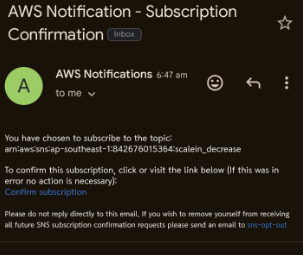 AWS Notification - Subscription
Confirmation Inbox
AWS Notifications 6:47 am
A
to me
You have chosen to subscribe to the topic:
arn:aws:sns:ap-southeast-1:842676015364:scalein_decrease
To confirm this subscription, click or visit the link below (If this was in
error no action is necessary):
Confirm subscription
Please do not reply directly to this email. If you wish to remove yourself from receiving
all future SNS subscription confirmation requests please send an email to sns-opt-out